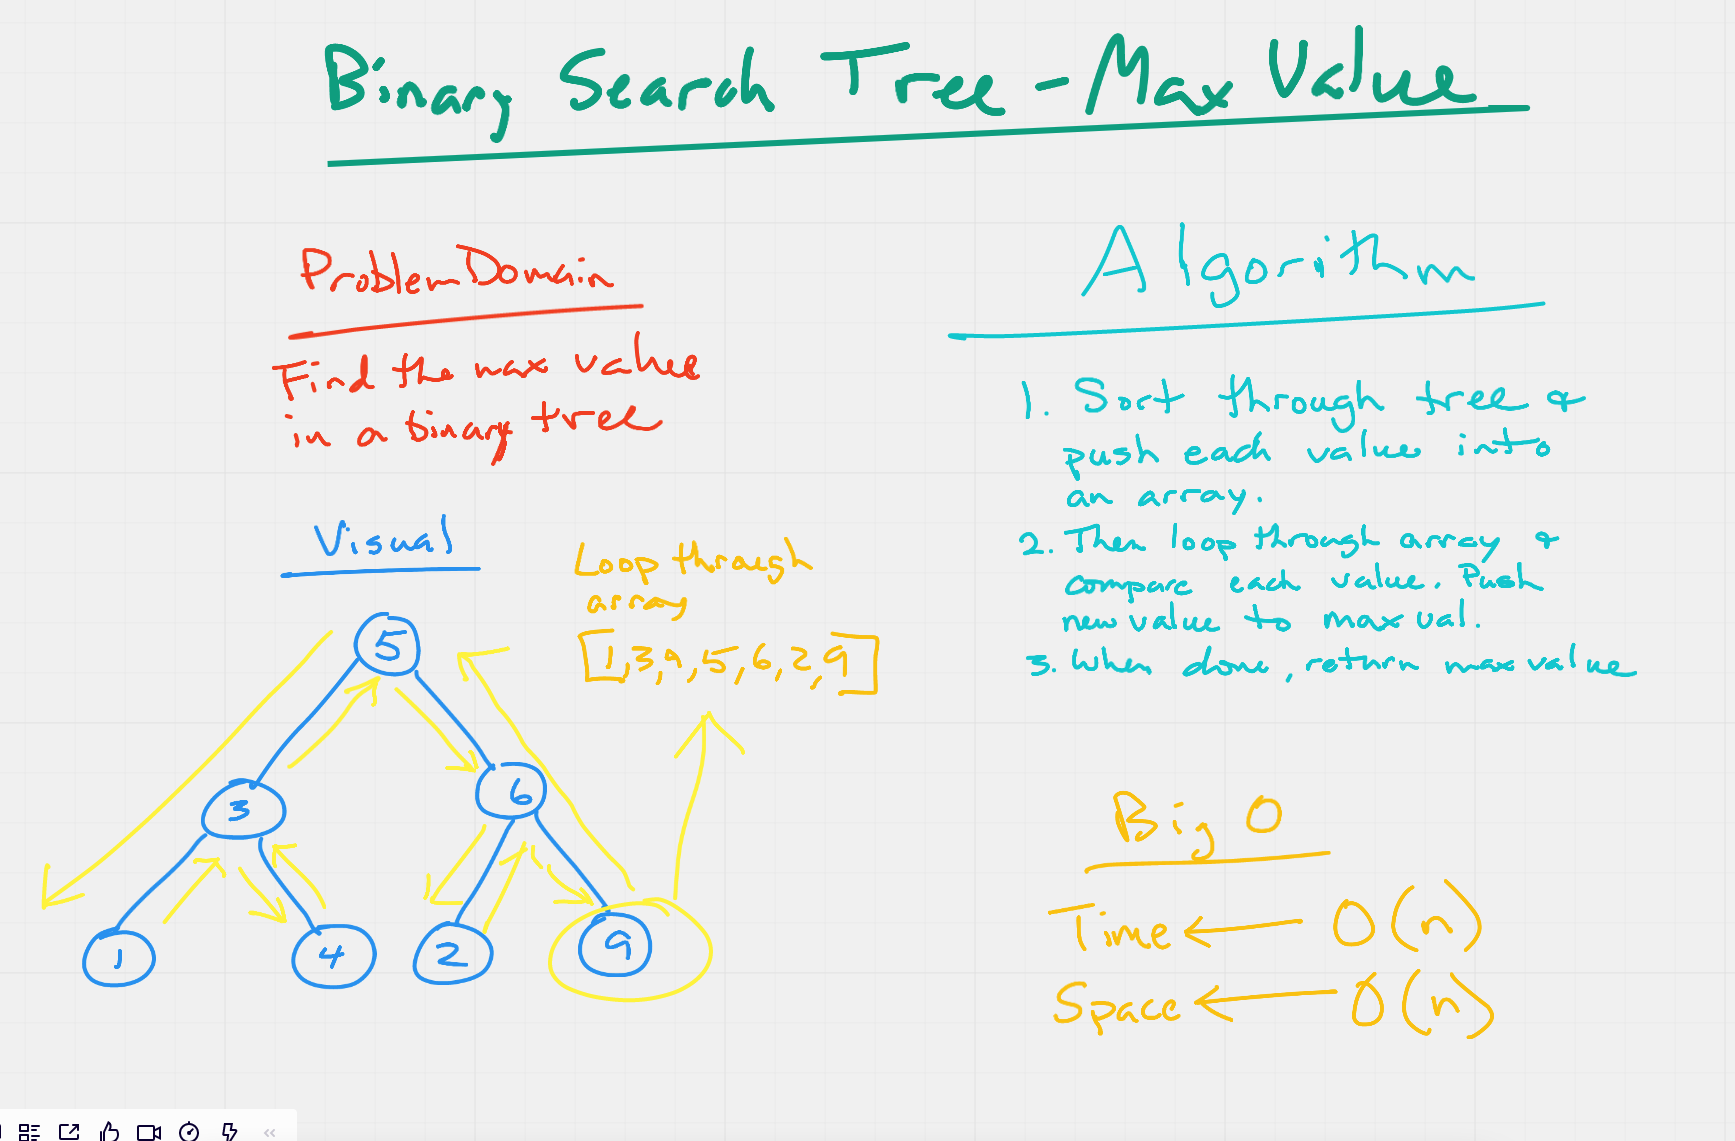 Binary Search Tree - Max Value
Problem Domain
Find the max value
in a binary tree
Visual
Loop through
array
[1,3,9,5,6,2,9]
5
3
6
1
4
2
9
Algorithm
1. Sort through tree &
push each value into
an array.
2. Then loop through array &
compare each value. Push
new value to max val.
3. When done, return max value
Big O
Time ← O(n)
Space ← O(n)